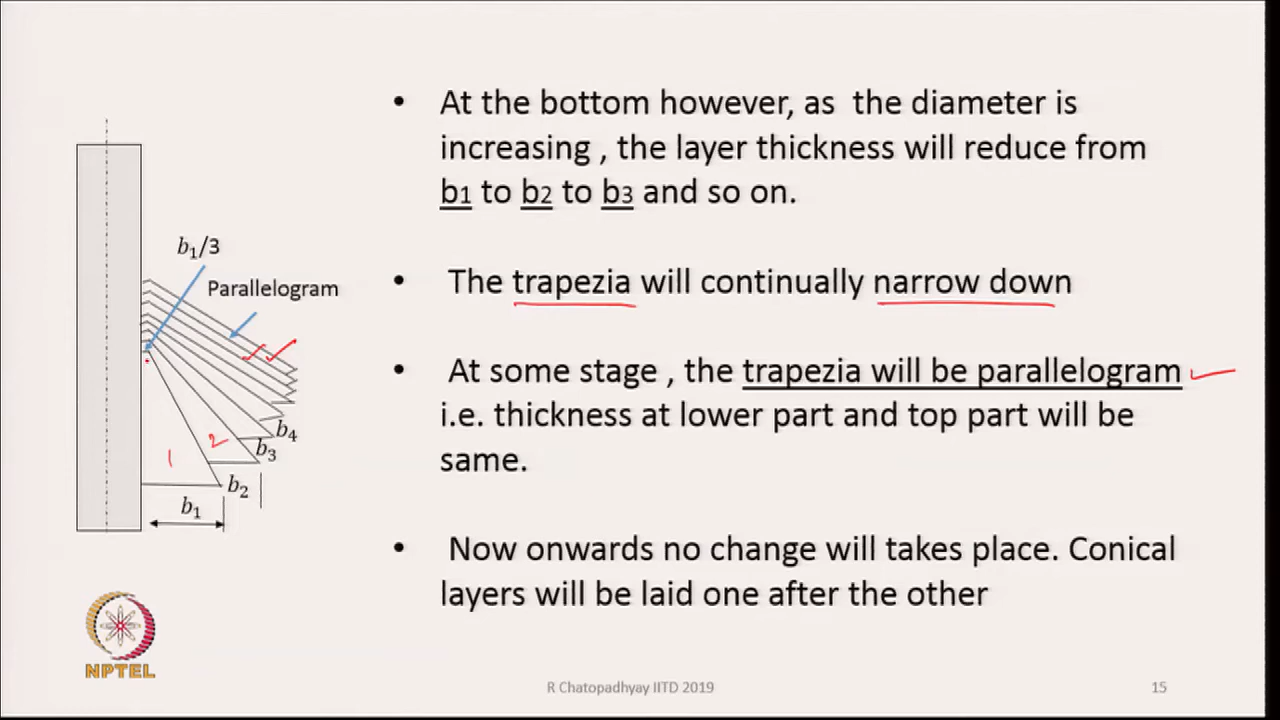 • At the bottom however, as the diameter is
increasing , the layer thickness will reduce from
b1 to b2 to b3 and so on.
• The trapezia will continually narrow down
• At some stage , the trapezia will be parallelogram
i.e. thickness at lower part and top part will be
same.
• Now onwards no change will takes place. Conical
layers will be laid one after the other
b₁/3
Parallelogram
1
2
b₄
b₃
b₂
b₁
NPTEL
R Chatopadhyay IITD 2019
15